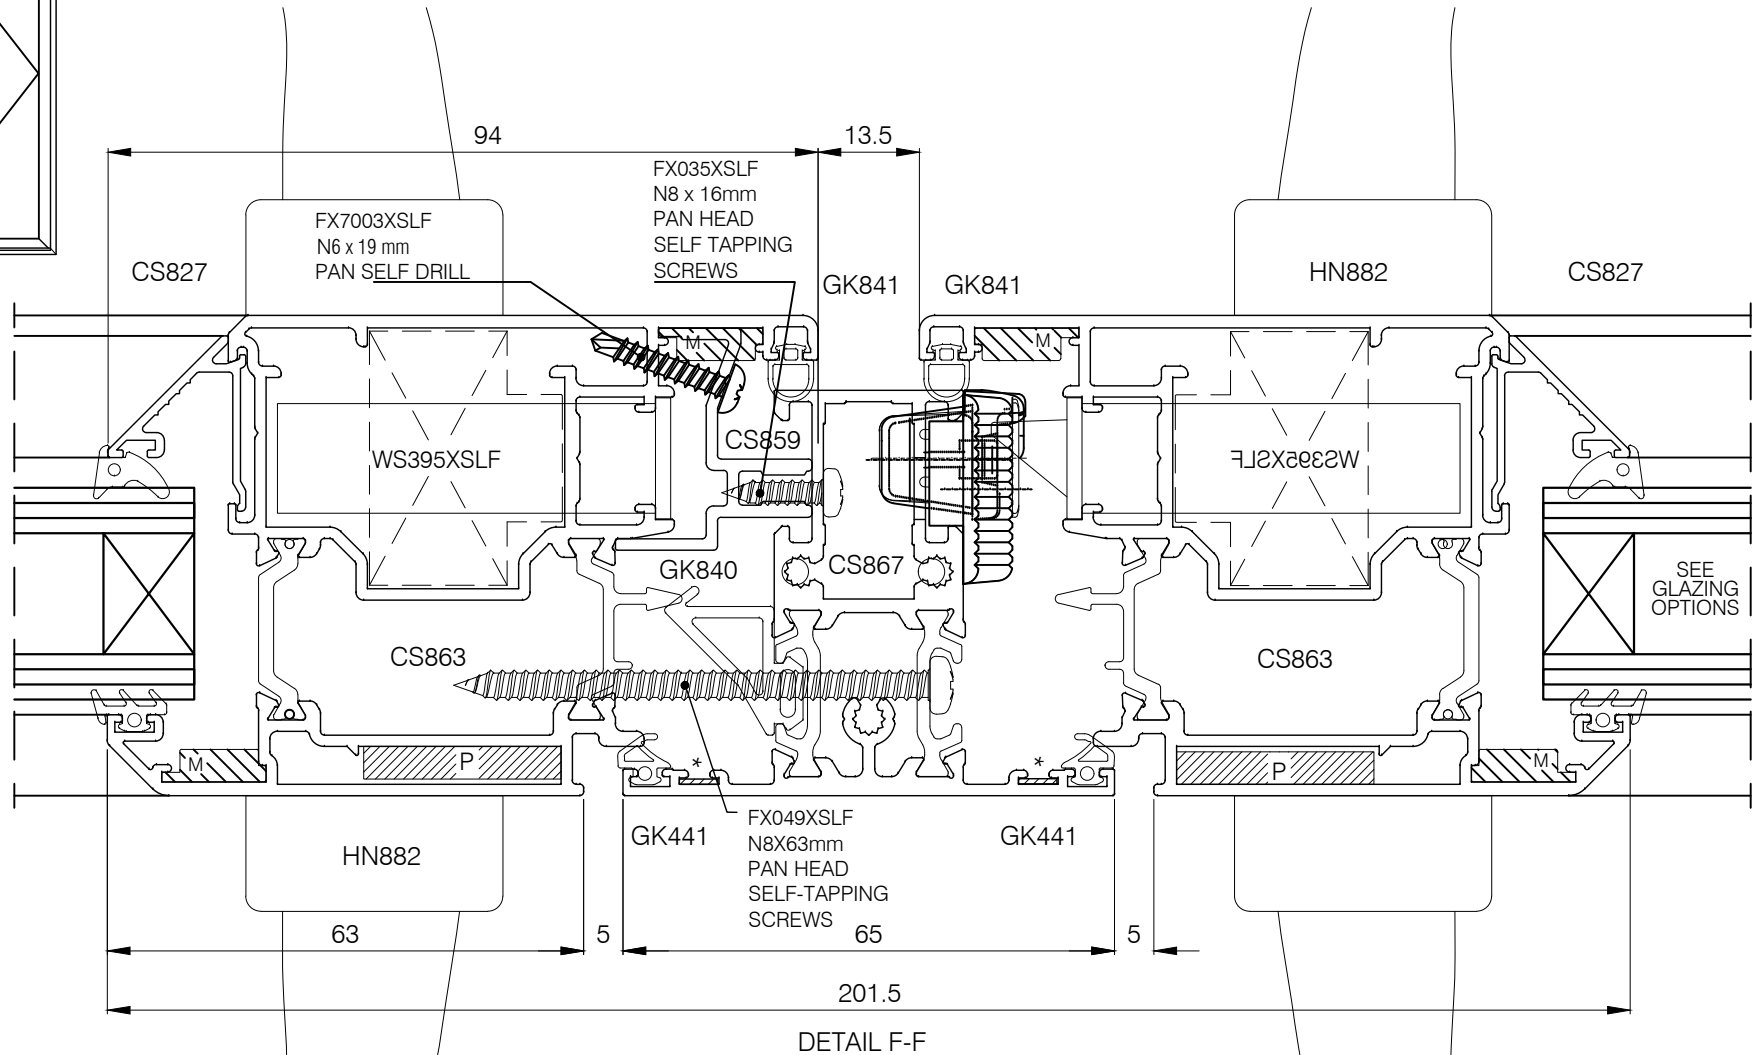 94
13.5
FX035XSLF
N8 x 16mm
PAN HEAD
SELF TAPPING
SCREWS
FX7003XSLF
N6 x 19 mm
PAN SELF DRILL
CS827
GK841
GK841
HN882
CS827
M
M
CS859
WS395XSLF
WS395XSLF
GK840
CS867
SEE
GLAZING
OPTIONS
CS863
CS863
M
P
*
*
P
M
FX049XSLF
N8X63mm
PAN HEAD
SELF-TAPPING
SCREWS
GK441
GK441
HN882
63
5
65
5
201.5
DETAIL F-F